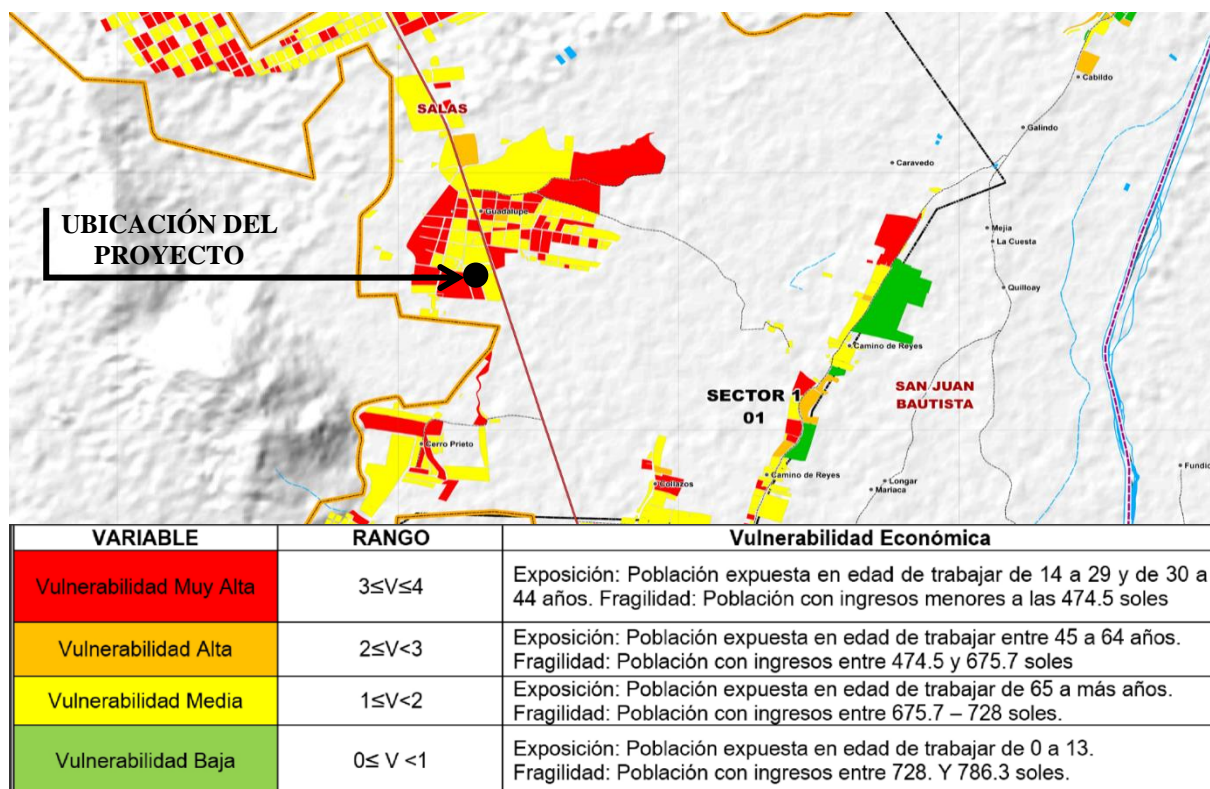 SALAS
Cabildo
Galindo
Caravedo
UBICACIÓN DEL
PROYECTO
Guadalupe
Mejia
La Cuesta
Quilloay
Camino de Reyes
SECTOR 1
01
SAN JUAN
BAUTISTA
Cerro Prieto
Collazos
Camino de Reyes
Longar
Mariaca
Fundic
VARIABLE RANGO Vulnerabilidad Económica
Vulnerabilidad Muy Alta 3≤V≤4 Exposición: Población expuesta en edad de trabajar de 14 a 29 y de 30 a
44 años. Fragilidad: Población con ingresos menores a las 474.5 soles
Vulnerabilidad Alta 2≤V<3 Exposición: Población expuesta en edad de trabajar entre 45 a 64 años.
Fragilidad: Población con ingresos entre 474.5 y 675.7 soles
Vulnerabilidad Media 1≤V<2 Exposición: Población expuesta en edad de trabajar de 65 a más años.
Fragilidad: Población con ingresos entre 675.7 – 728 soles.
Vulnerabilidad Baja 0≤ V <1 Exposición: Población expuesta en edad de trabajar de 0 a 13.
Fragilidad: Población con ingresos entre 728. Y 786.3 soles.